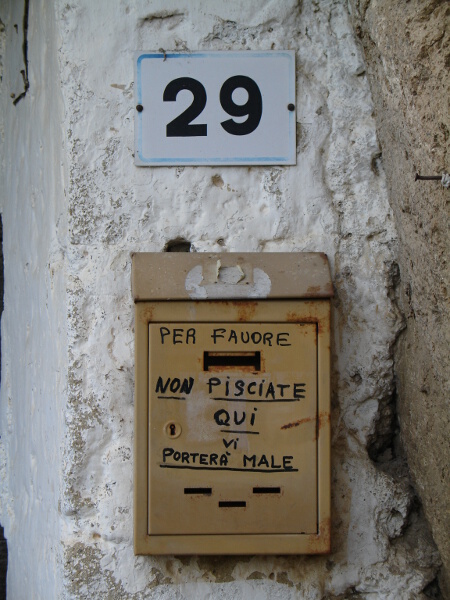 29
PER FAVORE
NON PISCIATE
QUI
VI
PORTERÀ MALE